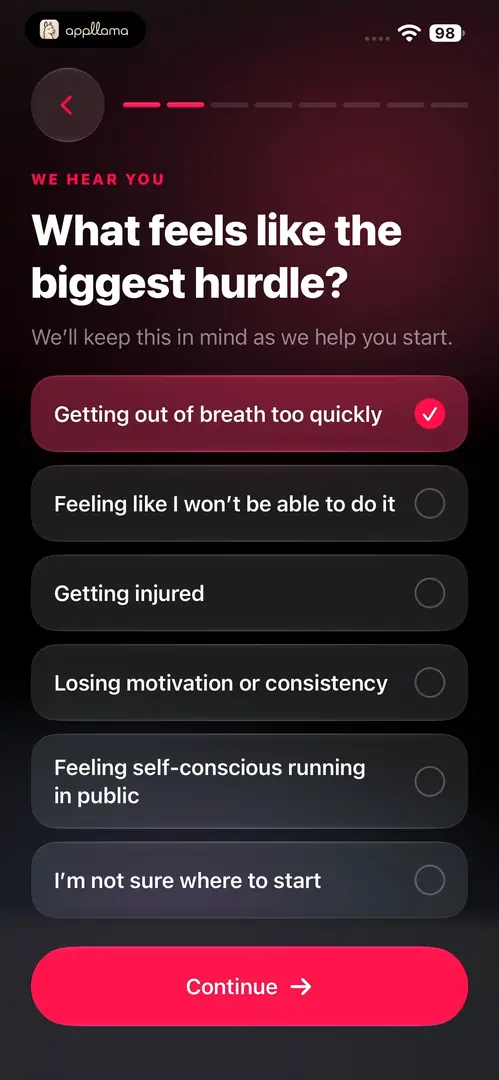 appllama
98
WE HEAR YOU
What feels like the
biggest hurdle?
We’ll keep this in mind as we help you start.
Getting out of breath too quickly
Feeling like I won’t be able to do it
Getting injured
Losing motivation or consistency
Feeling self-conscious running
in public
I’m not sure where to start
Continue →